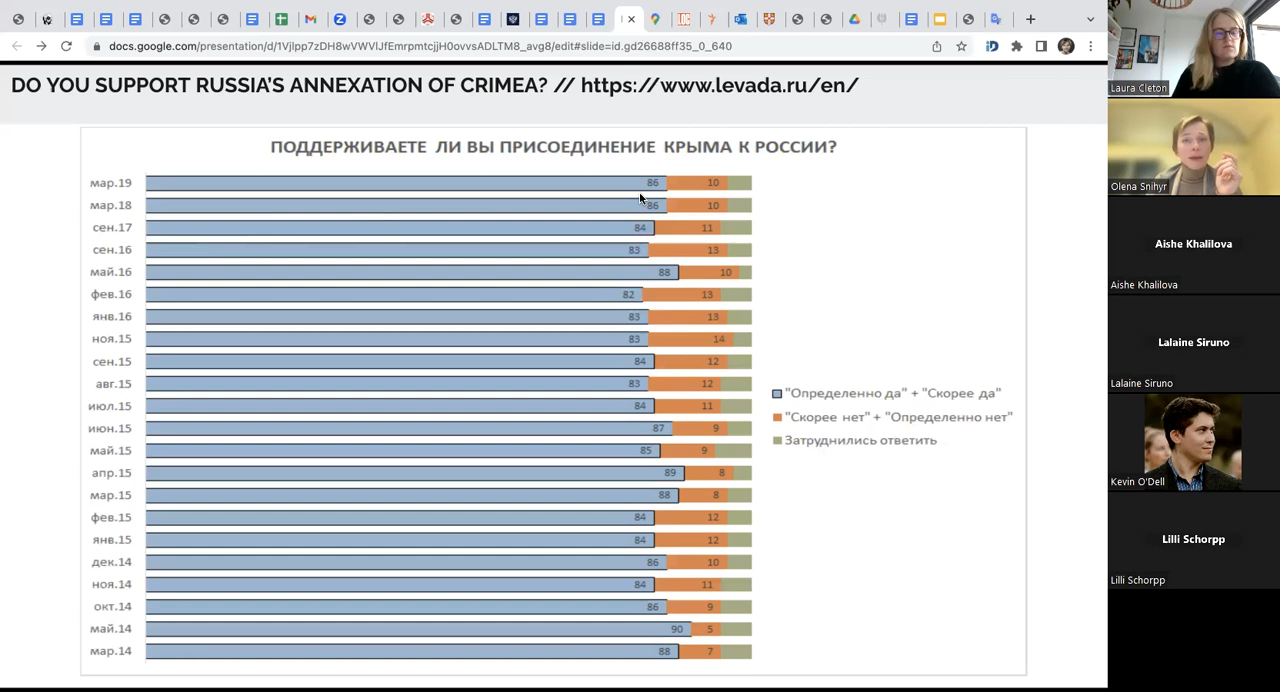 docs.google.com/presentation/d/1Vjlpp7zDH8wVWVlJfEmrpmtcjjH0ovvsADLTM8_avg8/edit#slide=id.gd26688ff35_0_640
DO YOU SUPPORT RUSSIA'S ANNEXATION OF CRIMEA? // https://www.levada.ru/en/
ПОДДЕРЖИВАЕТЕ ЛИ ВЫ ПРИСОЕДИНЕНИЕ КРЫМА К РОССИИ?
мар.19 86 10
мар.18 86 10
сен.17 84 11
сен.16 83 13
май.16 88 10
фев.16 82 13
янв.16 83 13
ноя.15 83 14
сен.15 84 12
авг.15 83 12
июл.15 84 11
июн.15 87 9
май.15 85 9
апр.15 89 8
мар.15 88 8
фев.15 84 12
янв.15 84 12
дек.14 86 10
ноя.14 84 11
окт.14 86 9
май.14 90 5
мар.14 88 7
"Определенно да" + "Скорее да"
"Скорее нет" + "Определенно нет"
Затруднились ответить
Laura Cleton
Olena Snihyr
Aishe Khalilova
Aishe Khalilova
Lalaine Siruno
Lalaine Siruno
Kevin O'Dell
Lilli Schorpp
Lilli Schorpp